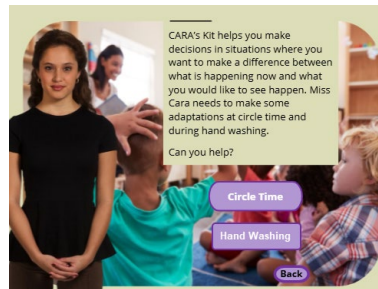 CARA's Kit helps you make
decisions in situations where you
want to make a difference between
what is happening now and what
you would like to see happen. Miss
Cara needs to make some
adaptations at circle time and
during hand washing.
Can you help?
Circle Time
Hand Washing
Back